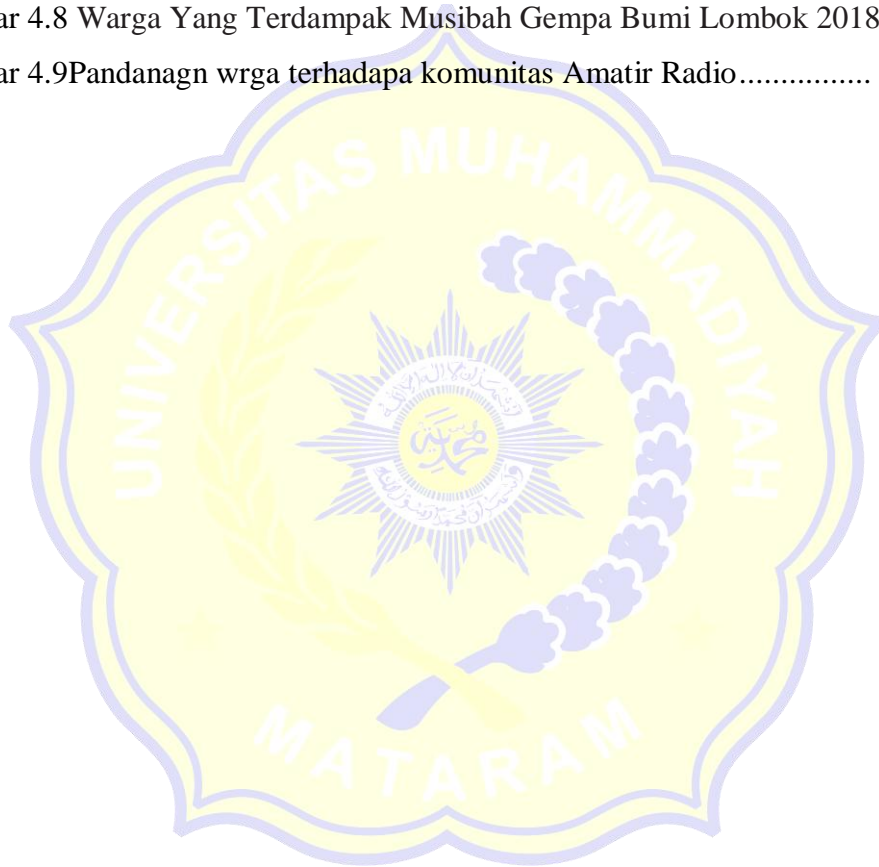 ar 4.8 Warga Yang Terdampak Musibah Gempa Bumi Lombok 2018
ar 4.9Pandanagn wrga terhadapa komunitas Amatir Radio................
UNIVERSITAS MUHAMMADIYAH
MATARAM